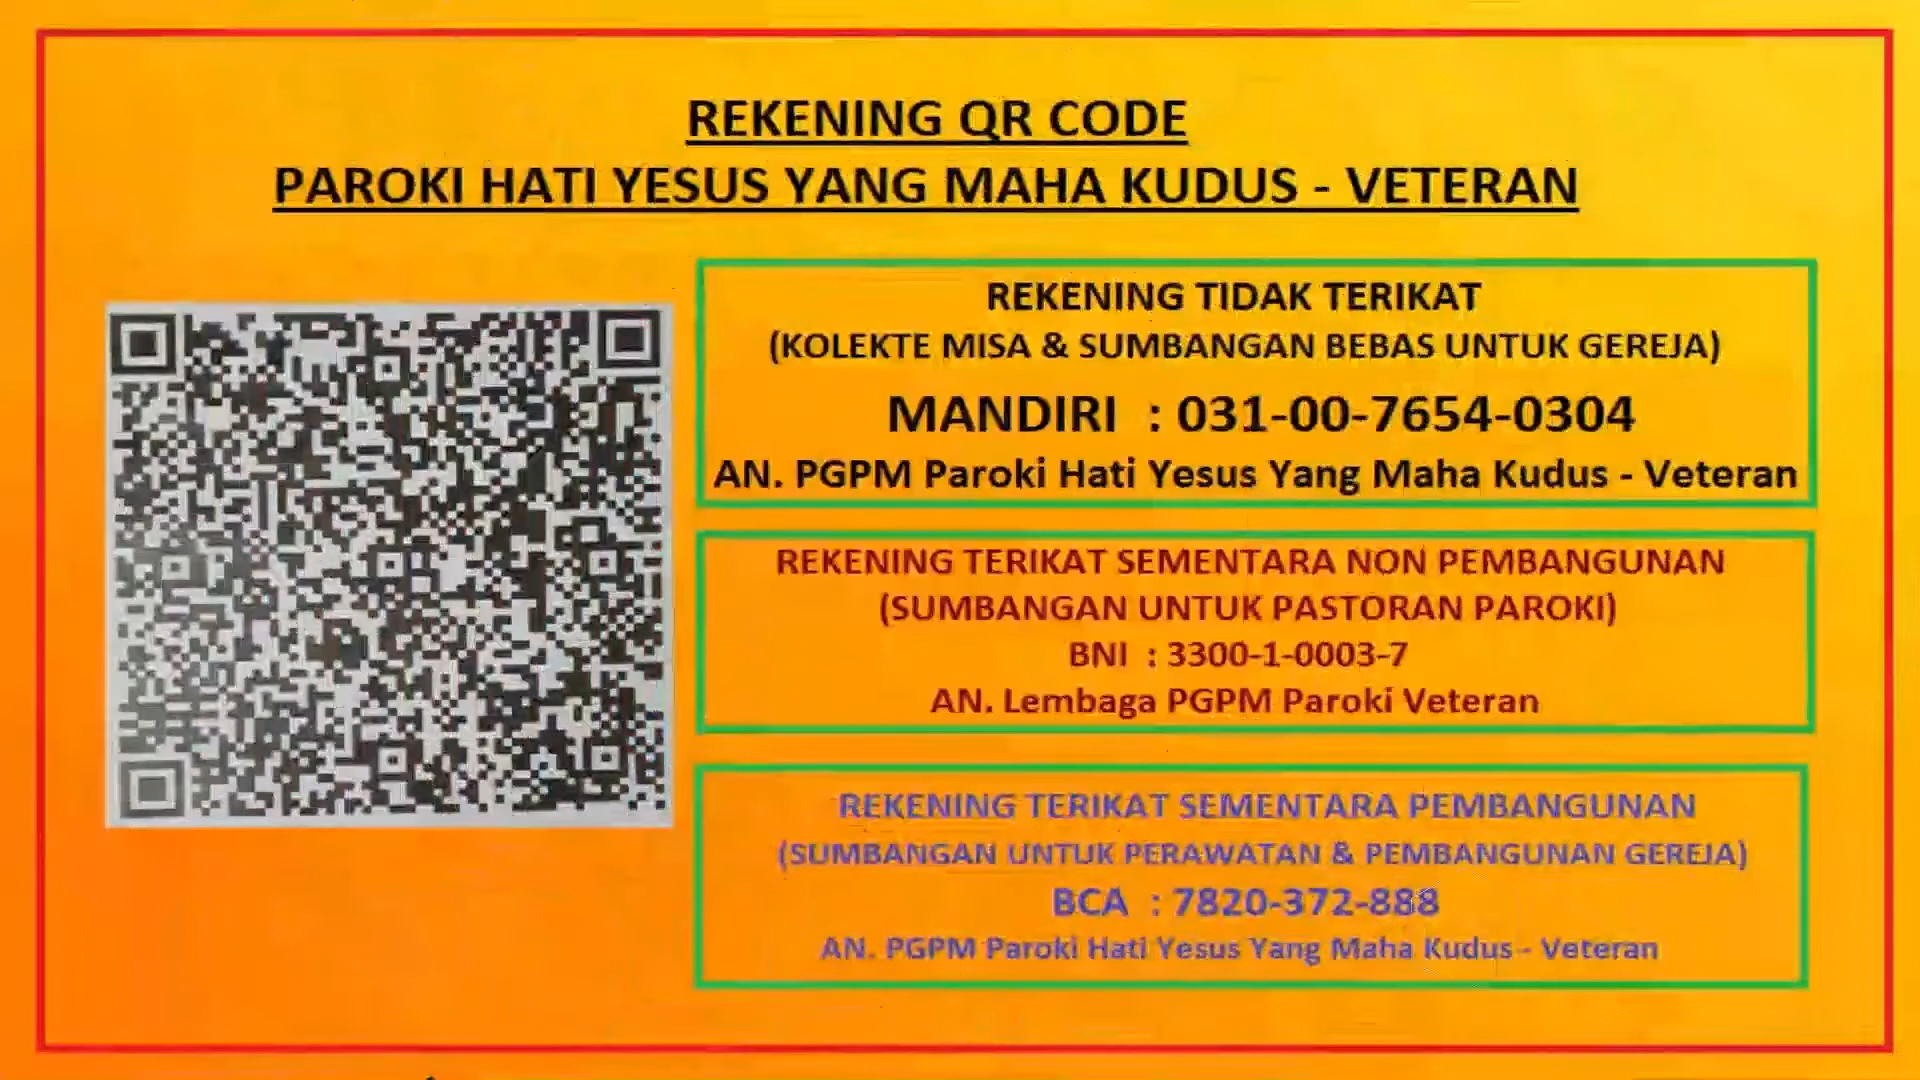 REKENING QR CODE
PAROKI HATI YESUS YANG MAHA KUDUS - VETERAN
REKENING TIDAK TERIKAT
(KOLEKTE MISA & SUMBANGAN BEBAS UNTUK GEREJA)
MANDIRI : 031-00-7654-0304
AN. PGPM Paroki Hati Yesus Yang Maha Kudus - Veteran
REKENING TERIKAT SEMENTARA NON PEMBANGUNAN
(SUMBANGAN UNTUK PASTORAN PAROKI)
BNI : 3300-1-0003-7
AN. Lembaga PGPM Paroki Veteran
REKENING TERIKAT SEMENTARA PEMBANGUNAN
(SUMBANGAN UNTUK PERAWATAN & PEMBANGUNAN GEREJA)
BCA : 7820-372-888
AN. PGPM Paroki Hati Yesus Yang Maha Kudus - Veteran